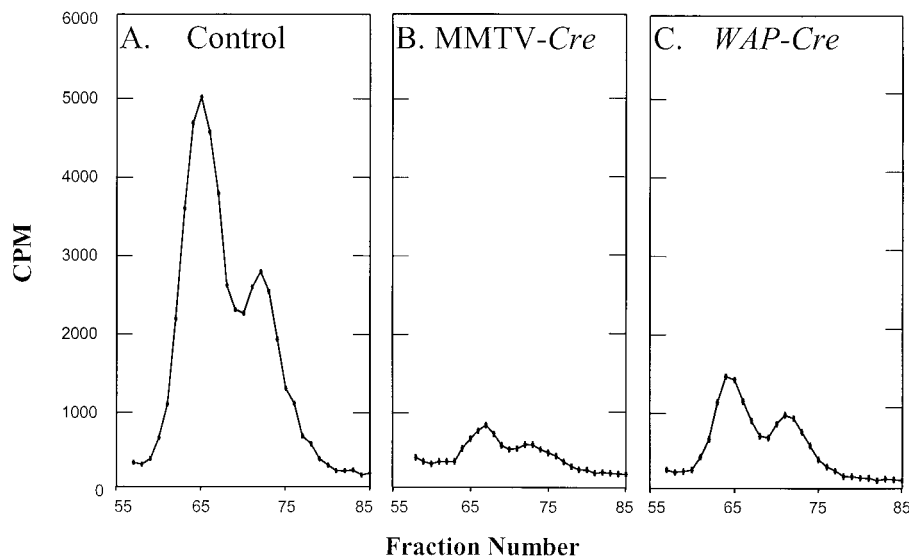 A. Control
B. MMTV-Cre
C. WAP-Cre
6000
5000
4000
3000
2000
1000
0
CPM
55 65 75 85
55 65 75 85
55 65 75 85
Fraction Number